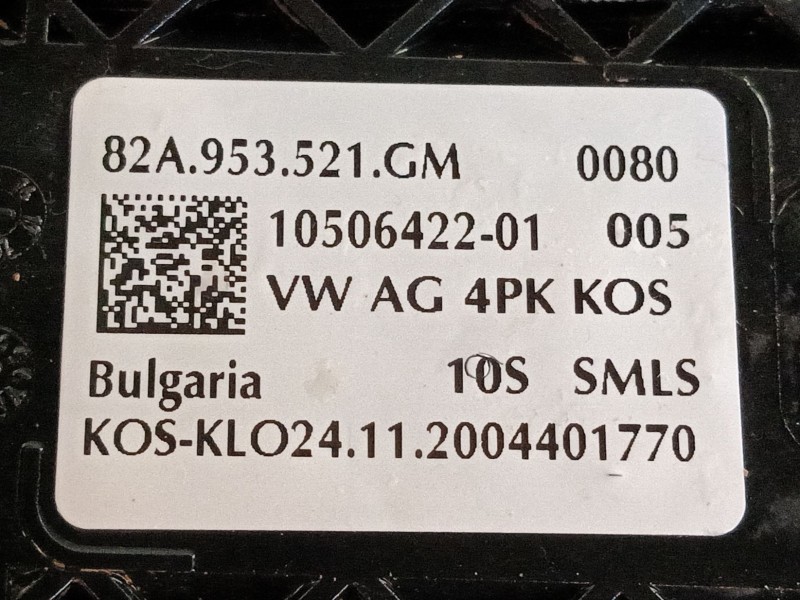 82A.953.521.GM 0080
10506422-01 005
VW AG 4PK KOS
Bulgaria 10S SMLS
KOS-KLO24.11.2004401770